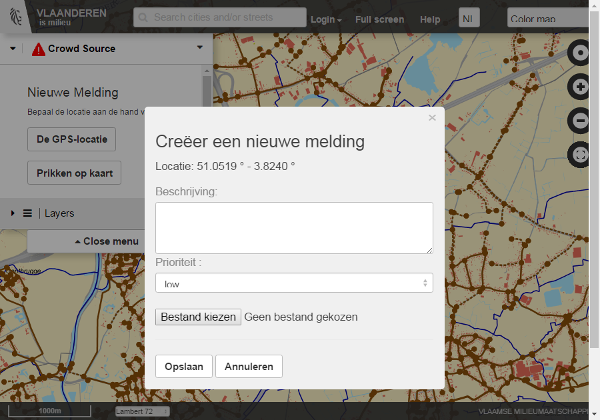 VLAANDEREN
is milieu
Search cities and/or streets
Login
Full screen
Help
Nl
Color map
Crowd Source
Nieuwe Melding
Bepaal de locatie aan de hand v
De GPS-locatie
Prikken op kaart
Layers
Close menu
×
Creëer een nieuwe melding
Locatie: 51.0519 ° - 3.8240 °
Beschrijving:
Prioriteit :
low
Bestand kiezen Geen bestand gekozen
Opslaan
Annuleren
1000m
Lambert 72
VLAAMSE MILIEUMAATSCHAPPI